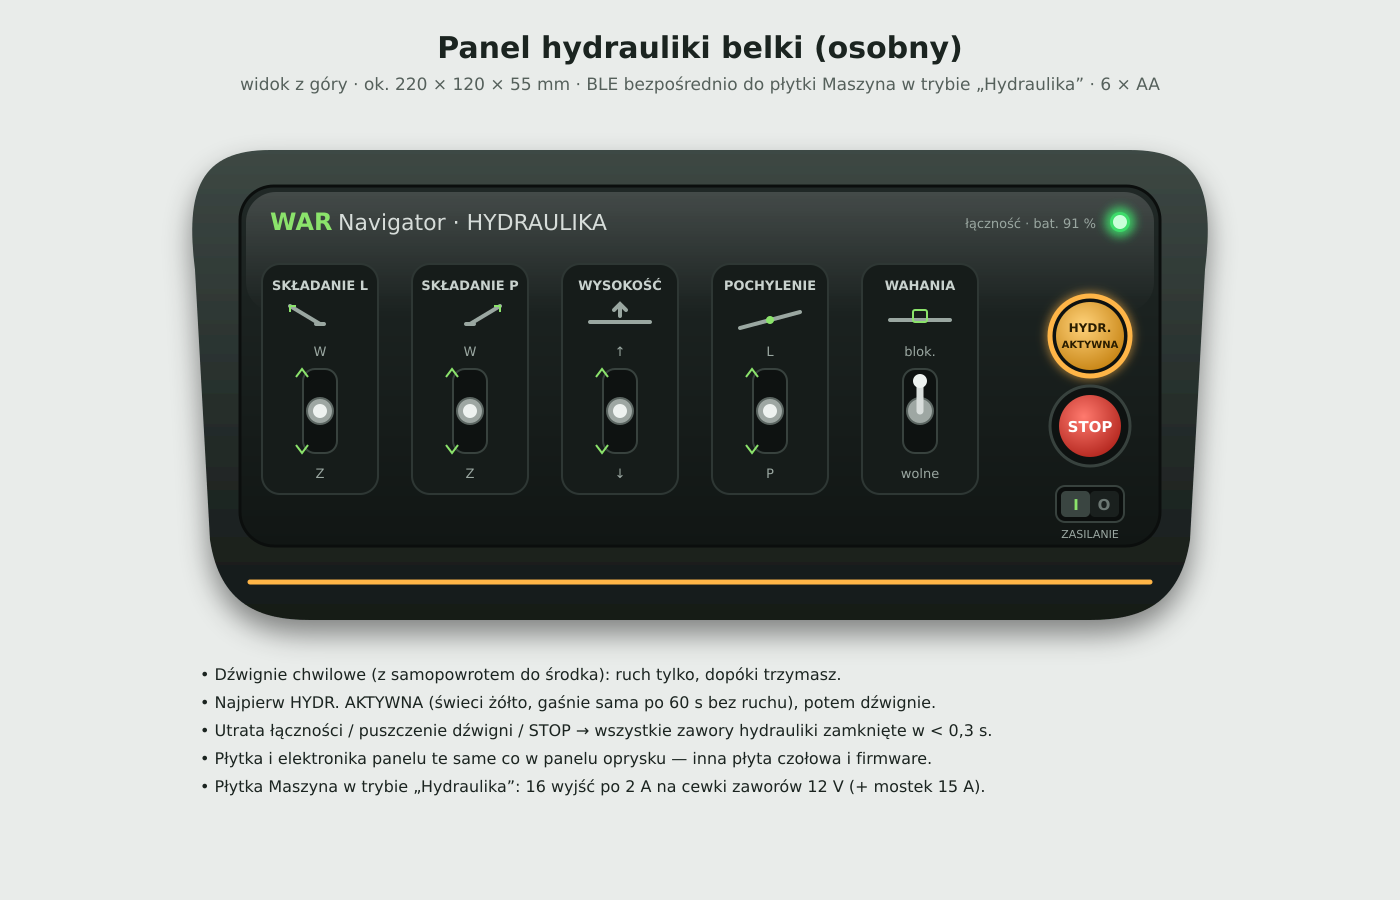 Panel hydrauliki belki (osobny)
widok z góry · ok. 220 × 120 × 55 mm · BLE bezpośrednio do płytki Maszyna w trybie „Hydraulika” · 6 × AA
WAR Navigator · HYDRAULIKA
łączność · bat. 91 %
SKŁADANIE L
SKŁADANIE P
WYSOKOŚĆ
POCHYLENIE
WAHANIA
W
W
↑
L
blok.
Z
Z
↓
P
wolne
HYDR.
AKTYWNA
STOP
I O
ZASILANIE
• Dźwignie chwilowe (z samopowrotem do środka): ruch tylko, dopóki trzymasz.
• Najpierw HYDR. AKTYWNA (świeci żółto, gaśnie sama po 60 s bez ruchu), potem dźwignie.
• Utrata łączności / puszczenie dźwigni / STOP → wszystkie zawory hydrauliki zamknięte w < 0,3 s.
• Płytka i elektronika panelu te same co w panelu oprysku — inna płyta czołowa i firmware.
• Płytka Maszyna w trybie „Hydraulika”: 16 wyjść po 2 A na cewki zaworów 12 V (+ mostek 15 A).